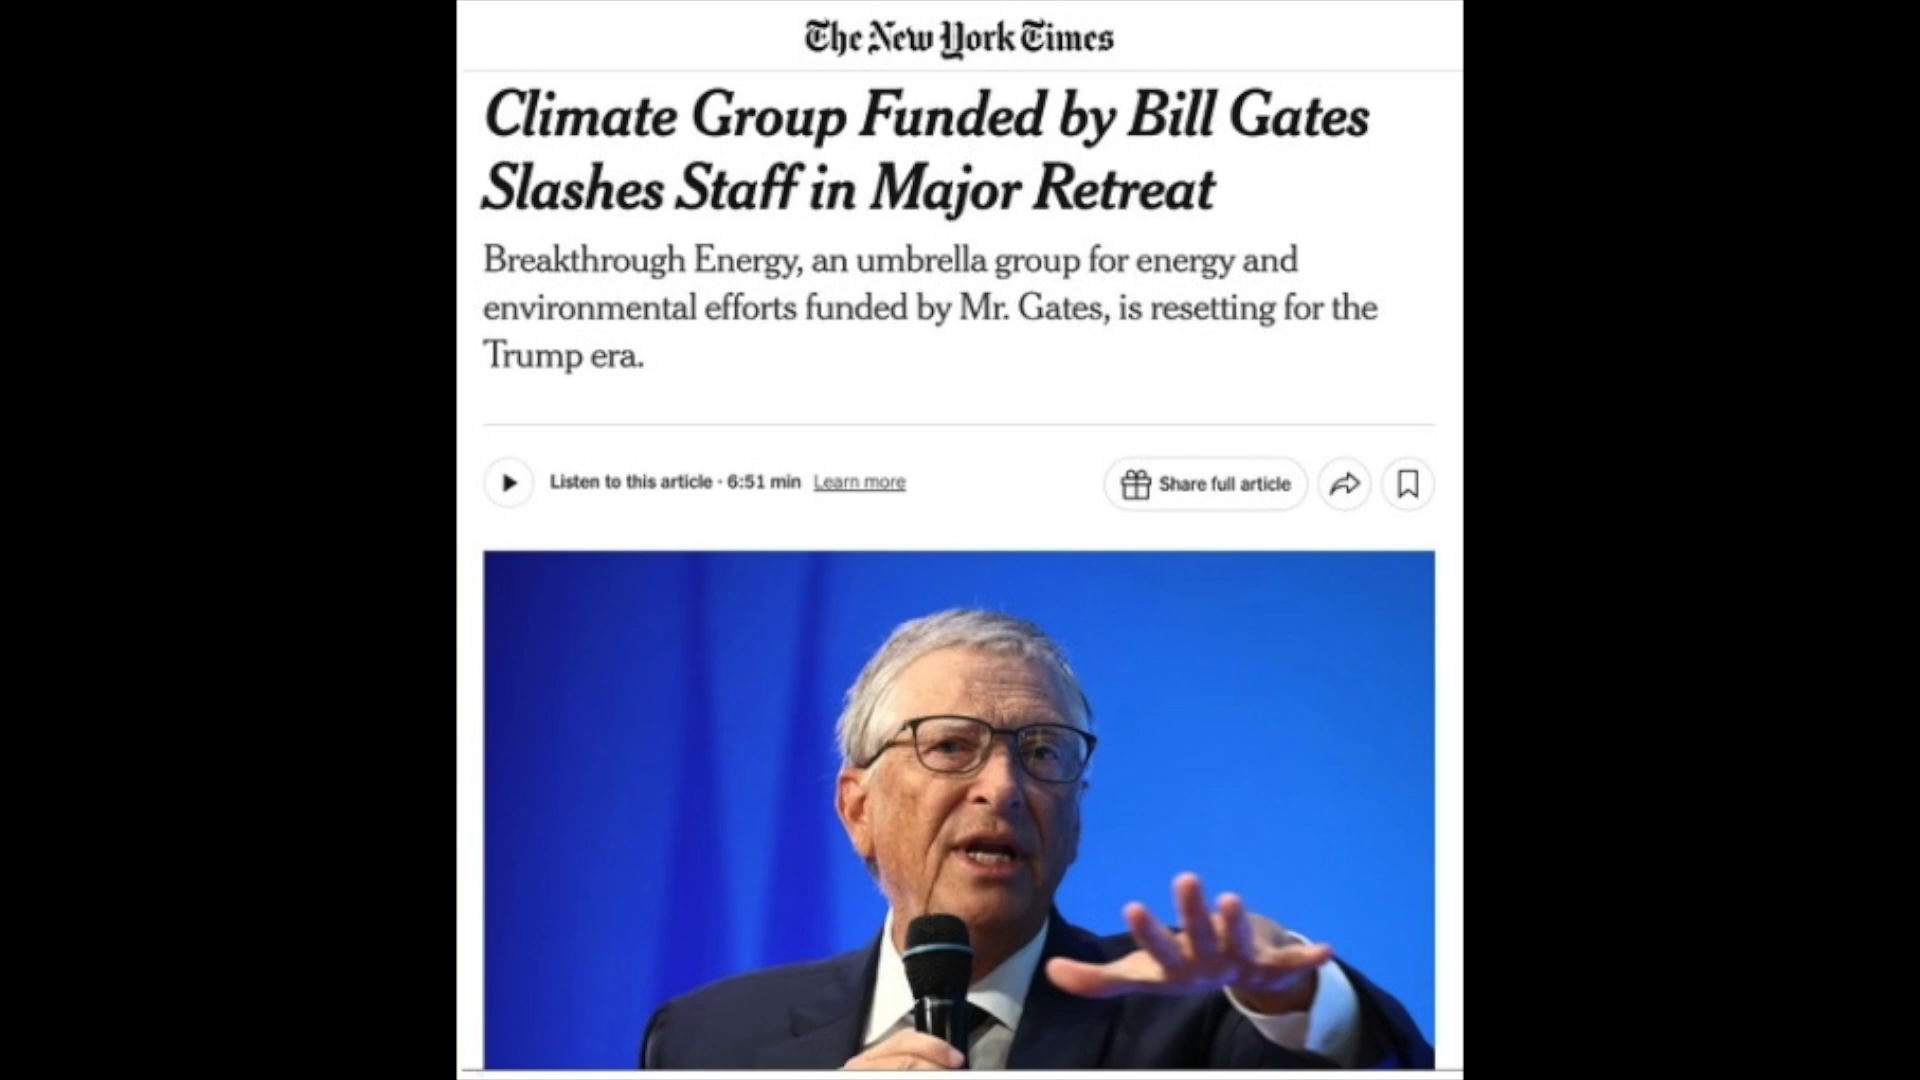 The New York Times
Climate Group Funded by Bill Gates
Slashes Staff in Major Retreat
Breakthrough Energy, an umbrella group for energy and
environmental efforts funded by Mr. Gates, is resetting for the
Trump era.
Listen to this article · 6:51 min Learn more
Share full article